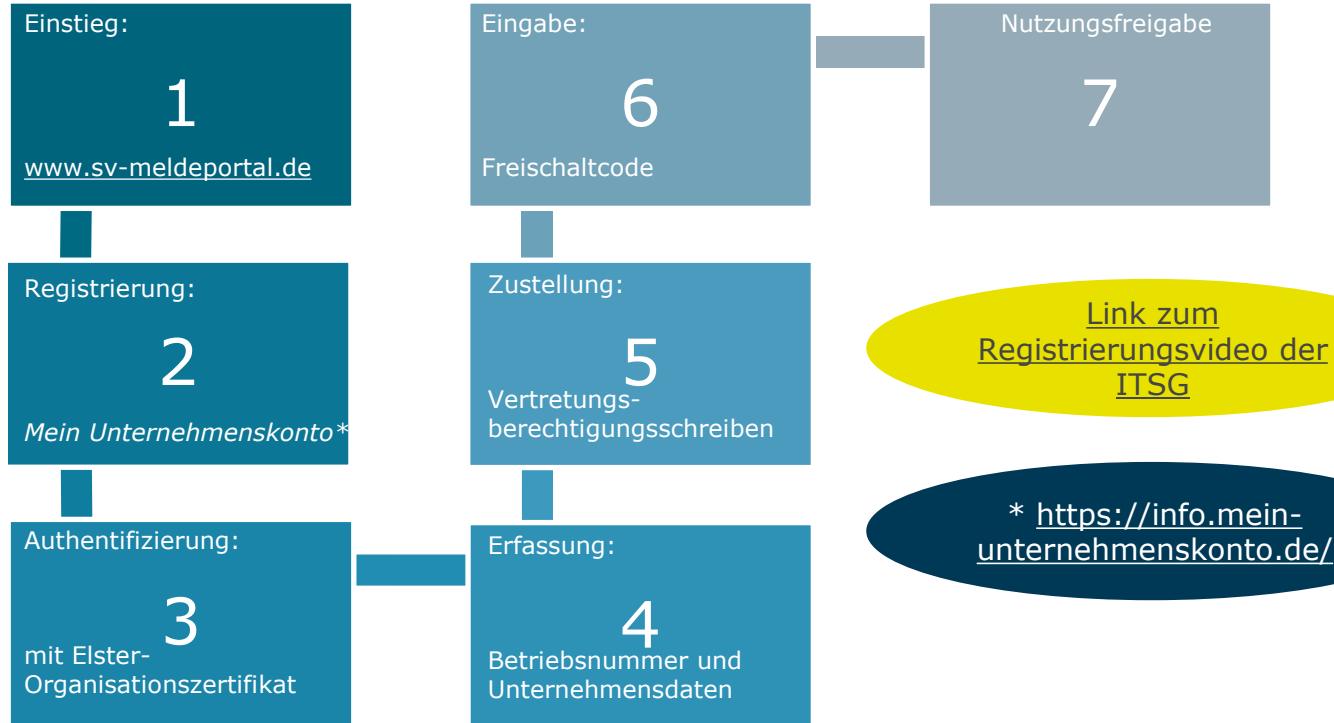 Einstieg:
1
www.sv-meldeportal.de
Registrierung:
2
Mein Unternehmenskonto*
Authentifizierung:
3
mit Elster-
Organisationszertifikat
Erfassung:
4
Betriebsnummer und
Unternehmensdaten
Zustellung:
5
Vertretungs-
berechtigungsschreiben
Eingabe:
6
Freischaltcode
Nutzungsfreigabe
7
Link zum
Registrierungsvideo der
ITSG
* https://info.mein-
unternehmenskonto.de/